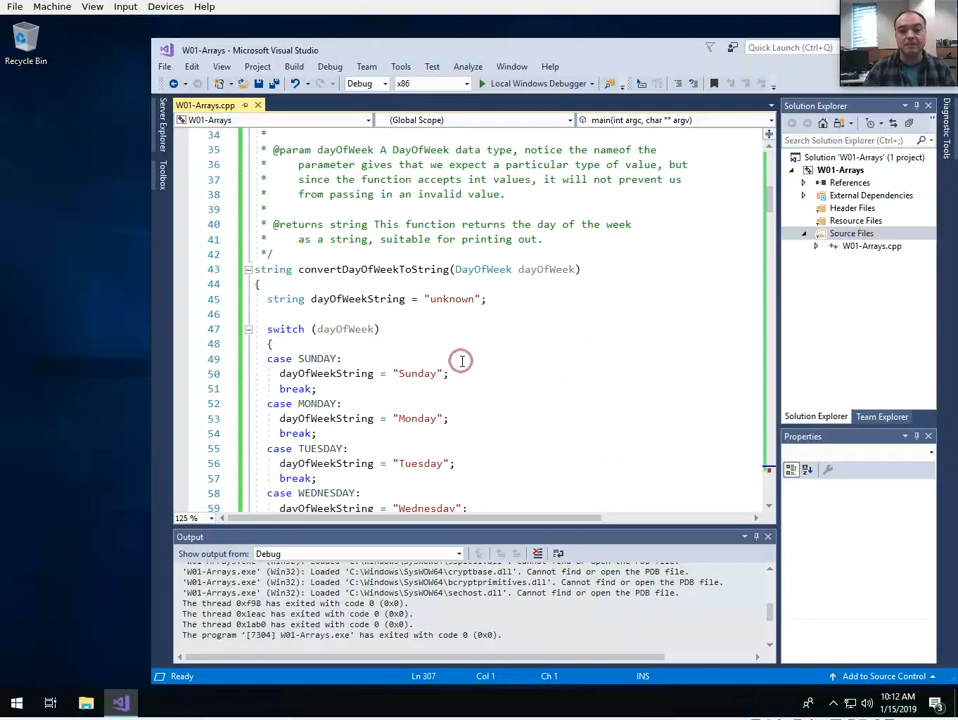 File Machine View Input Devices Help
Recycle Bin
W01-Arrays - Microsoft Visual Studio
Quick Launch (Ctrl+Q)
File Edit View Project Build Debug Team Tools Test Analyze Window Help
Debug x86 Local Windows Debugger
Server Explorer
Toolbox
W01-Arrays.cpp
W01-Arrays (Global Scope) main(int argc, char ** argv)
34 *
35 * @param dayOfWeek A DayOfWeek data type, notice the nameof the
36 * parameter gives that we expect a particular type of value, but
37 * since the function accepts int values, it will not prevent us
38 * from passing in an invalid value.
39 *
40 * @returns string This function returns the day of the week
41 * as a string, suitable for printing out.
42 */
43 string convertDayOfWeekToString(DayOfWeek dayOfWeek)
44 {
45 string dayOfWeekString = "unknown";
46
47 switch (dayOfWeek)
48 {
49 case SUNDAY:
50 dayOfWeekString = "Sunday";
51 break;
52 case MONDAY:
53 dayOfWeekString = "Monday";
54 break;
55 case TUESDAY:
56 dayOfWeekString = "Tuesday";
57 break;
58 case WEDNESDAY:
59 dayOfWeekString = "Wednesday";
125 %
Solution Explorer
Search Solution Explorer (Ctrl+;)
Solution 'W01-Arrays' (1 project)
W01-Arrays
References
External Dependencies
Header Files
Resource Files
Source Files
W01-Arrays.cpp
Solution Explorer Team Explorer
Properties
Diagnostic Tools
Output
Show output from: Debug
'W01-Arrays.exe' (Win32): Loaded 'C:\Windows\SysWOW64\cryptbase.dll'. Cannot find or open the PDB file.
'W01-Arrays.exe' (Win32): Loaded 'C:\Windows\SysWOW64\bcryptprimitives.dll'. Cannot find or open the PDB file.
'W01-Arrays.exe' (Win32): Loaded 'C:\Windows\SysWOW64\sechost.dll'. Cannot find or open the PDB file.
The thread 0xf98 has exited with code 0 (0x0).
The thread 0x1eac has exited with code 0 (0x0).
The thread 0x1ab0 has exited with code 0 (0x0).
The program '[7304] W01-Arrays.exe' has exited with code 0 (0x0).
Ready Ln 307 Col 1 Ch 1 INS Add to Source Control
10:12 AM
1/15/2019
3